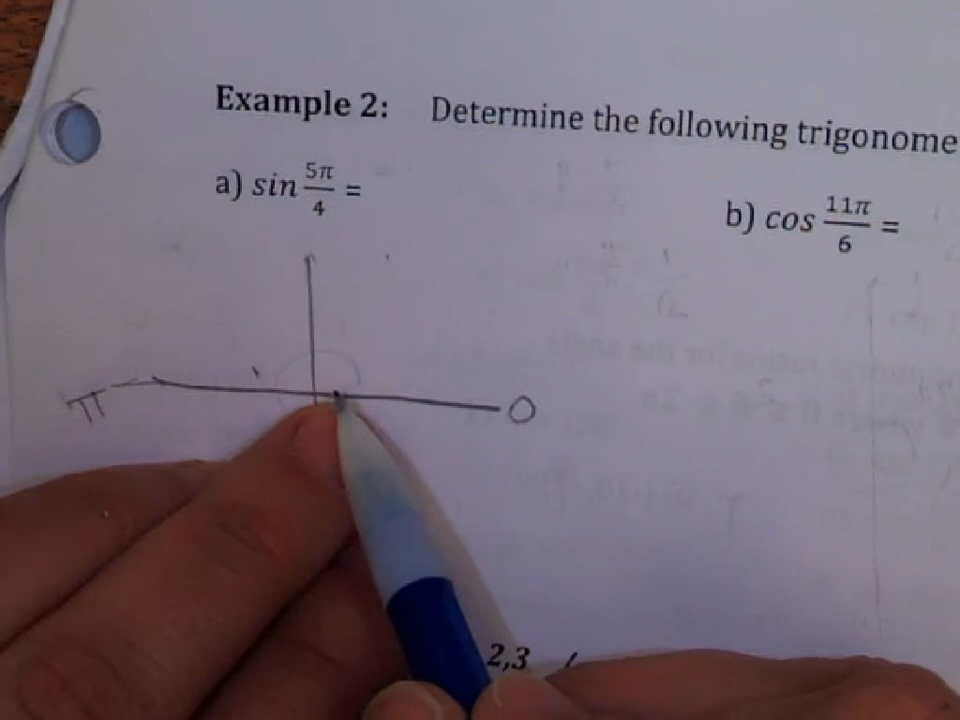 Example 2: Determine the following trigonome
a) sin 5π/4 =
b) cos 11π/6 =
π 0
2,3